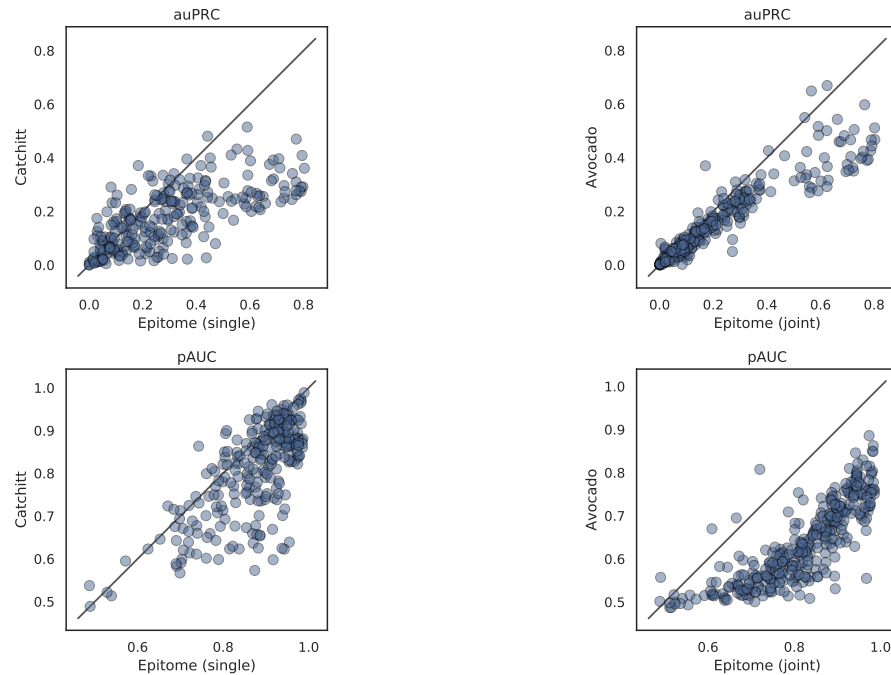 auPRC
0.8
0.6
0.4
0.2
0.0
Catchitt
0.0 0.2 0.4 0.6 0.8
Epitome (single)
auPRC
0.8
0.6
0.4
0.2
0.0
Avocado
0.0 0.2 0.4 0.6 0.8
Epitome (joint)
pAUC
1.0
0.9
0.8
0.7
0.6
0.5
Catchitt
0.6 0.8 1.0
Epitome (single)
pAUC
1.0
0.9
0.8
0.7
0.6
0.5
Avocado
0.6 0.8 1.0
Epitome (joint)